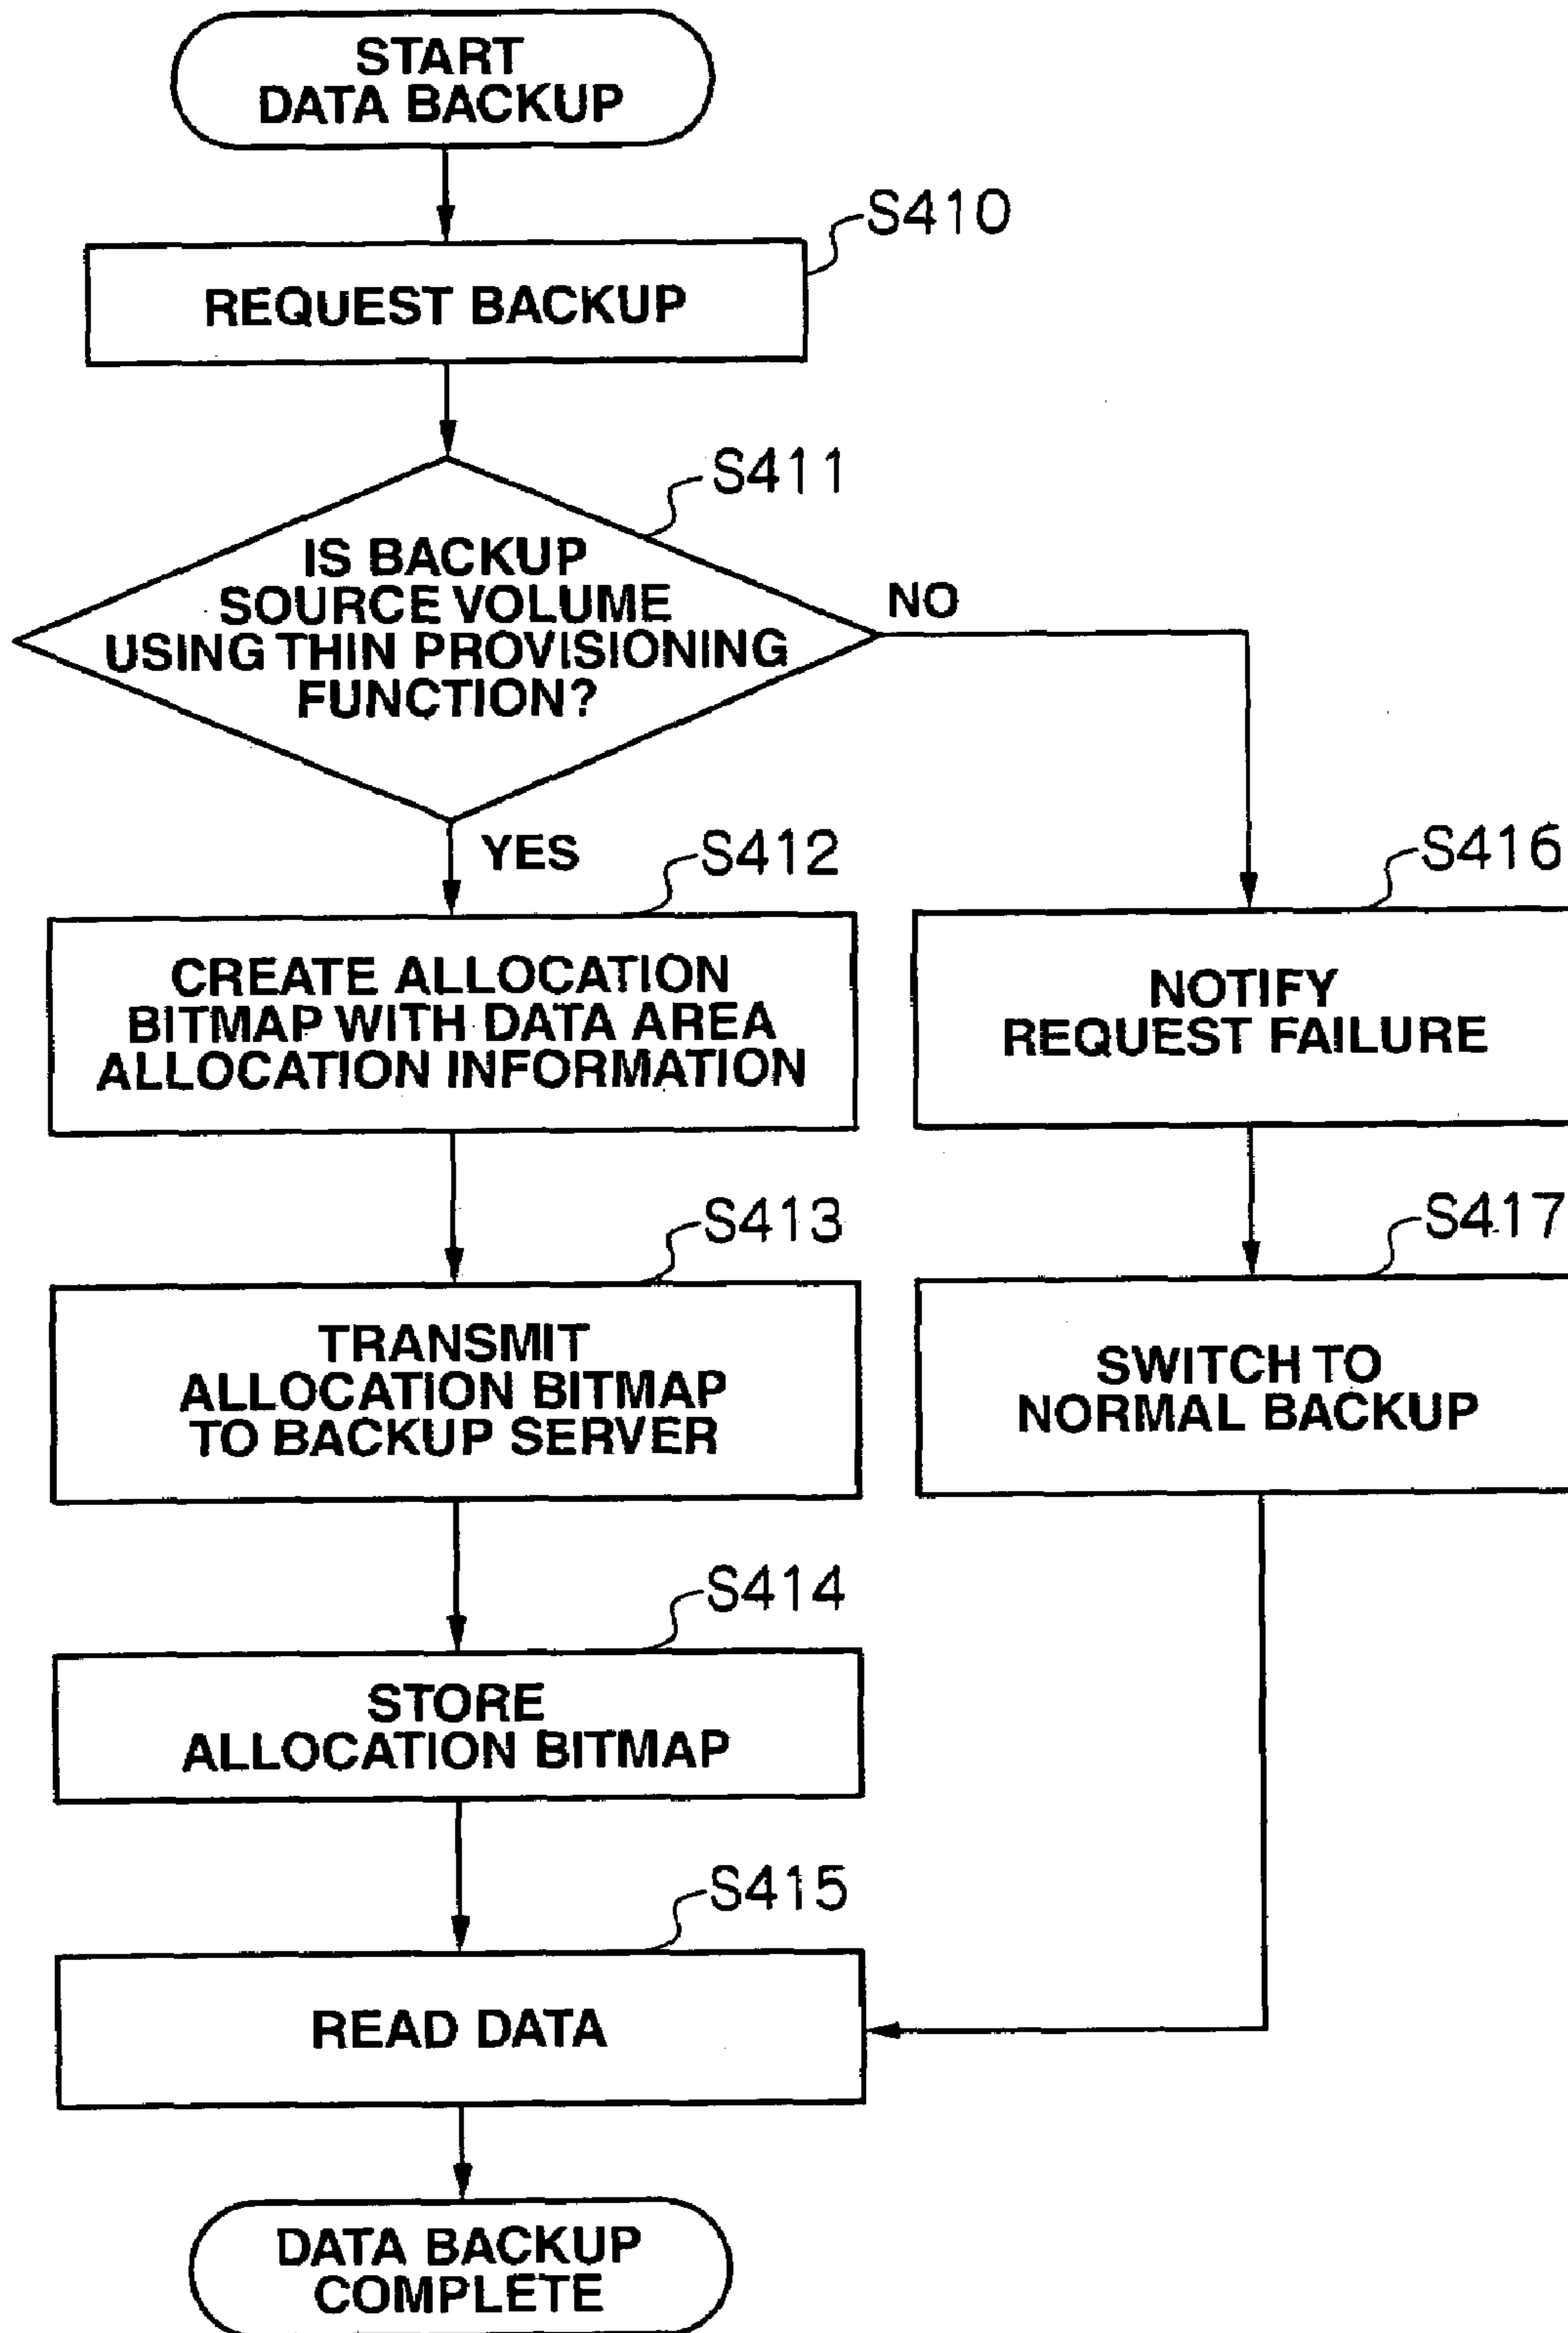 START
DATA BACKUP
S410
REQUEST BACKUP
S411
IS BACKUP
SOURCE VOLUME
USING THIN PROVISIONING
FUNCTION?
NO
YES
S412
CREATE ALLOCATION
BITMAP WITH DATA AREA
ALLOCATION INFORMATION
S416
NOTIFY
REQUEST FAILURE
S413
TRANSMIT
ALLOCATION BITMAP
TO BACKUP SERVER
S417
SWITCH TO
NORMAL BACKUP
S414
STORE
ALLOCATION BITMAP
S415
READ DATA
DATA BACKUP
COMPLETE